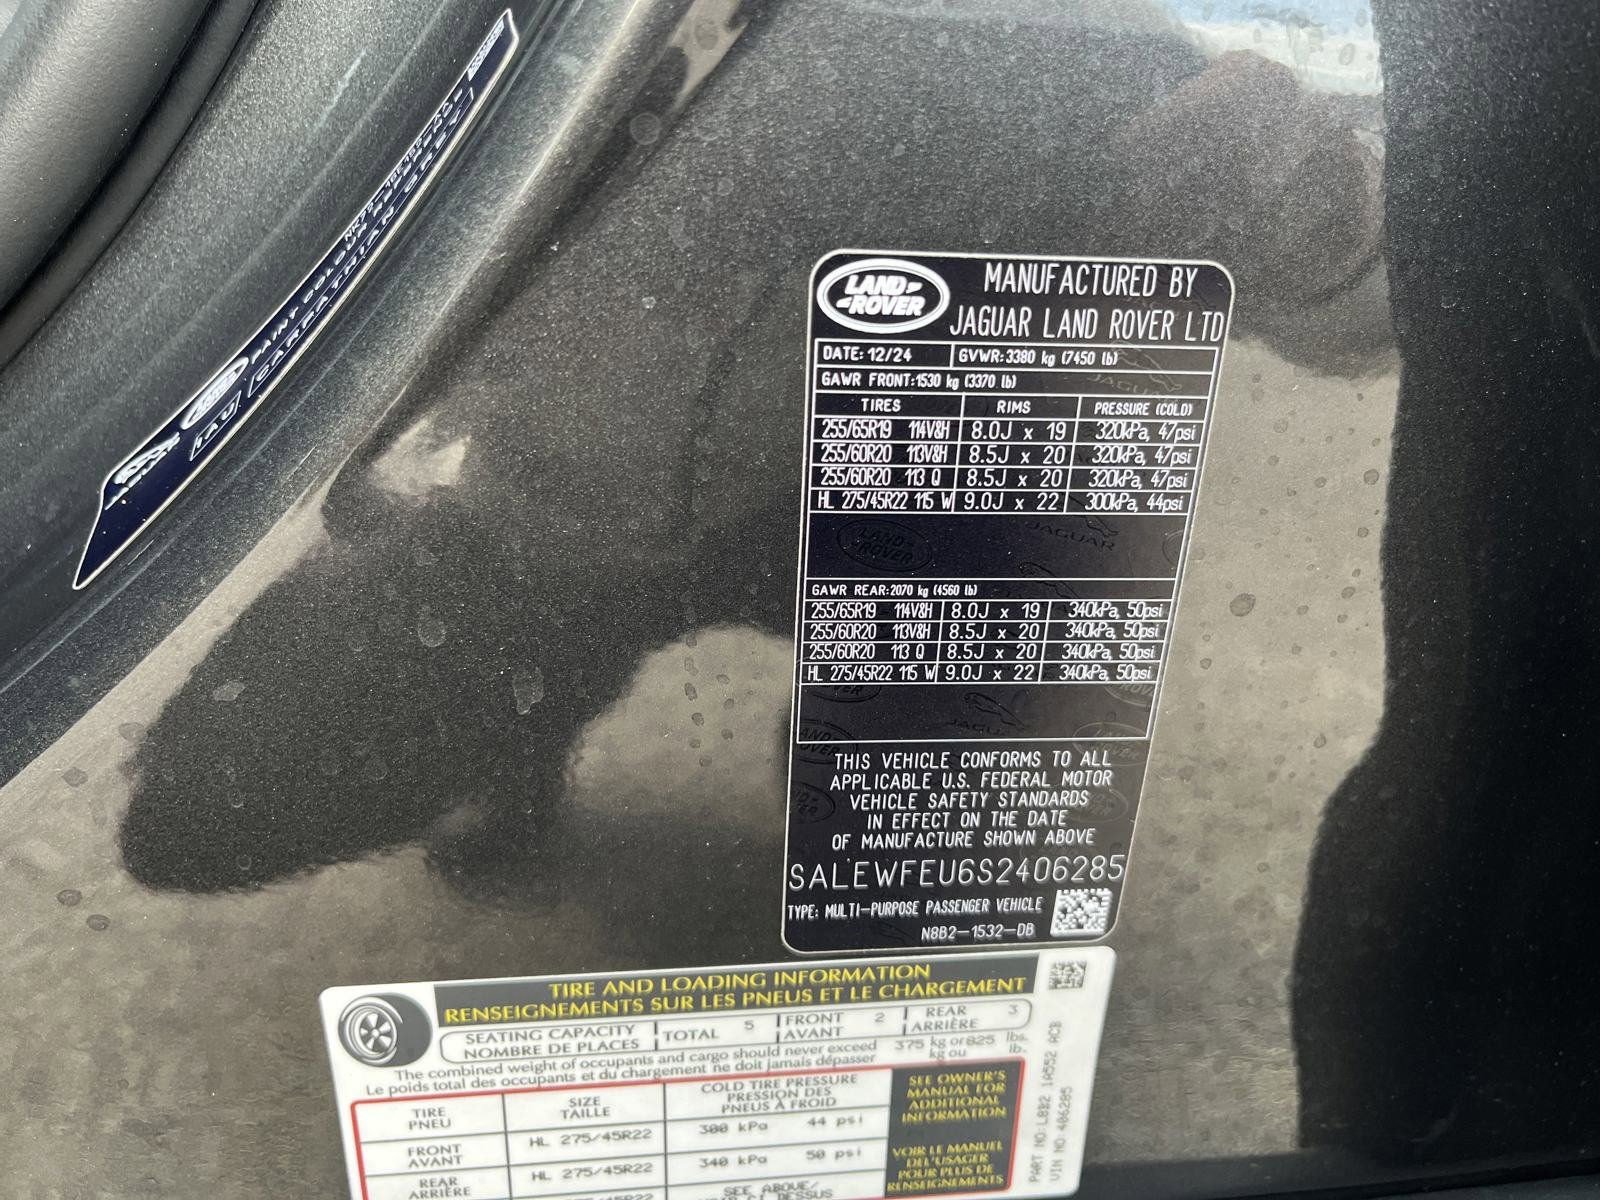 JAGUAR
PAINT COLOUR REFERENCE
1AU CARPATHIAN GREY
LAND ROVER
MANUFACTURED BY
JAGUAR LAND ROVER LTD
DATE: 12/24 GVWR:3380 kg (7450 lb)
GAWR FRONT:1530 kg (3370 lb)
TIRES RIMS PRESSURE (COLD)
255/65R19 114V&H 8.0J x 19 320kPa, 47psi
255/60R20 113V&H 8.5J x 20 320kPa, 47psi
255/60R20 113 Q 8.5J x 20 320kPa, 47psi
HL 275/45R22 115 W 9.0J x 22 300kPa, 44psi
GAWR REAR:2070 kg (4560 lb)
255/65R19 114V&H 8.0J x 19 340kPa, 50psi
255/60R20 113V&H 8.5J x 20 340kPa, 50psi
255/60R20 113 Q 8.5J x 20 340kPa, 50psi
HL 275/45R22 115 W 9.0J x 22 340kPa, 50psi
THIS VEHICLE CONFORMS TO ALL
APPLICABLE U.S. FEDERAL MOTOR
VEHICLE SAFETY STANDARDS
IN EFFECT ON THE DATE
OF MANUFACTURE SHOWN ABOVE
SALEWFEU6S2406285
TYPE: MULTI-PURPOSE PASSENGER VEHICLE
N8B2-1532-DB
TIRE AND LOADING INFORMATION
RENSEIGNEMENTS SUR LES PNEUS ET LE CHARGEMENT
SEATING CAPACITY TOTAL 5 FRONT 2 REAR 3
NOMBRE DE PLACES AVANT ARRIÈRE
The combined weight of occupants and cargo should never exceed 375 kg or 825 lbs.
Le poids total des occupants et du chargement ne doit jamais dépasser kg ou lb.
TIRE SIZE COLD TIRE PRESSURE
PNEU TAILLE PRESSION DES
PNEUS À FROID
FRONT HL 275/45R22 300 kPa 44 psi
AVANT
REAR HL 275/45R22 340 kPa 50 psi
ARRIÈRE
SEE ABOVE/
SEE OWNER'S
MANUAL FOR
ADDITIONAL
INFORMATION
VOIR LE MANUEL
DE L'USAGER
POUR PLUS DE
RENSEIGNEMENTS
PART NO: L8B2 1A552 ACB
VIN NO 406285